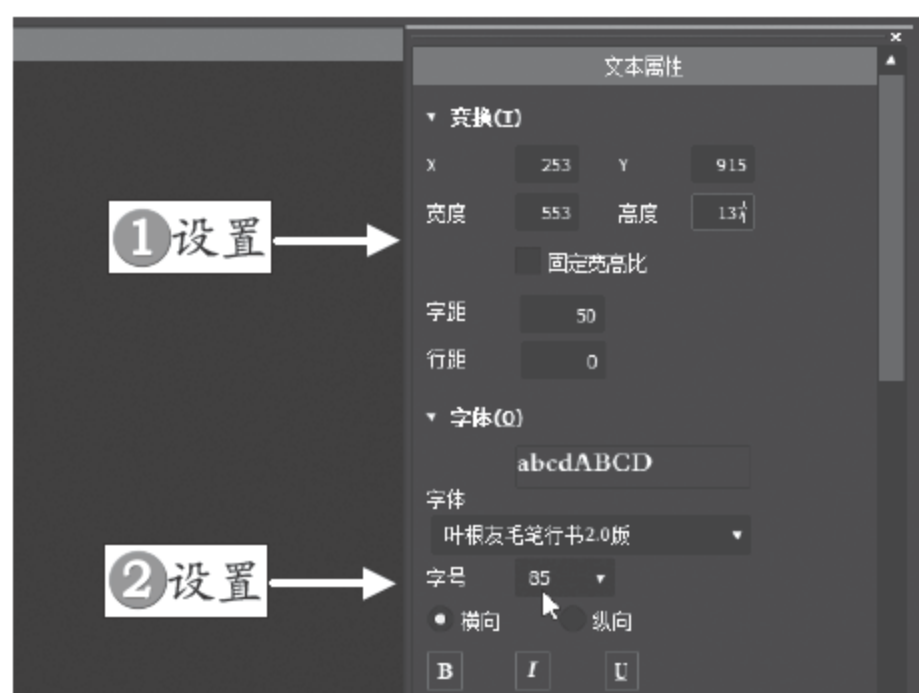 文本属性
变换(T)
X 253 Y 915
宽度 553 高度
固定宽高比
1 设置
字距 50
行距 0
字体(O)
abcdABCD
字体
叶根友毛笔行书2.0版
2 设置
字号 85
横向 纵向
B I U